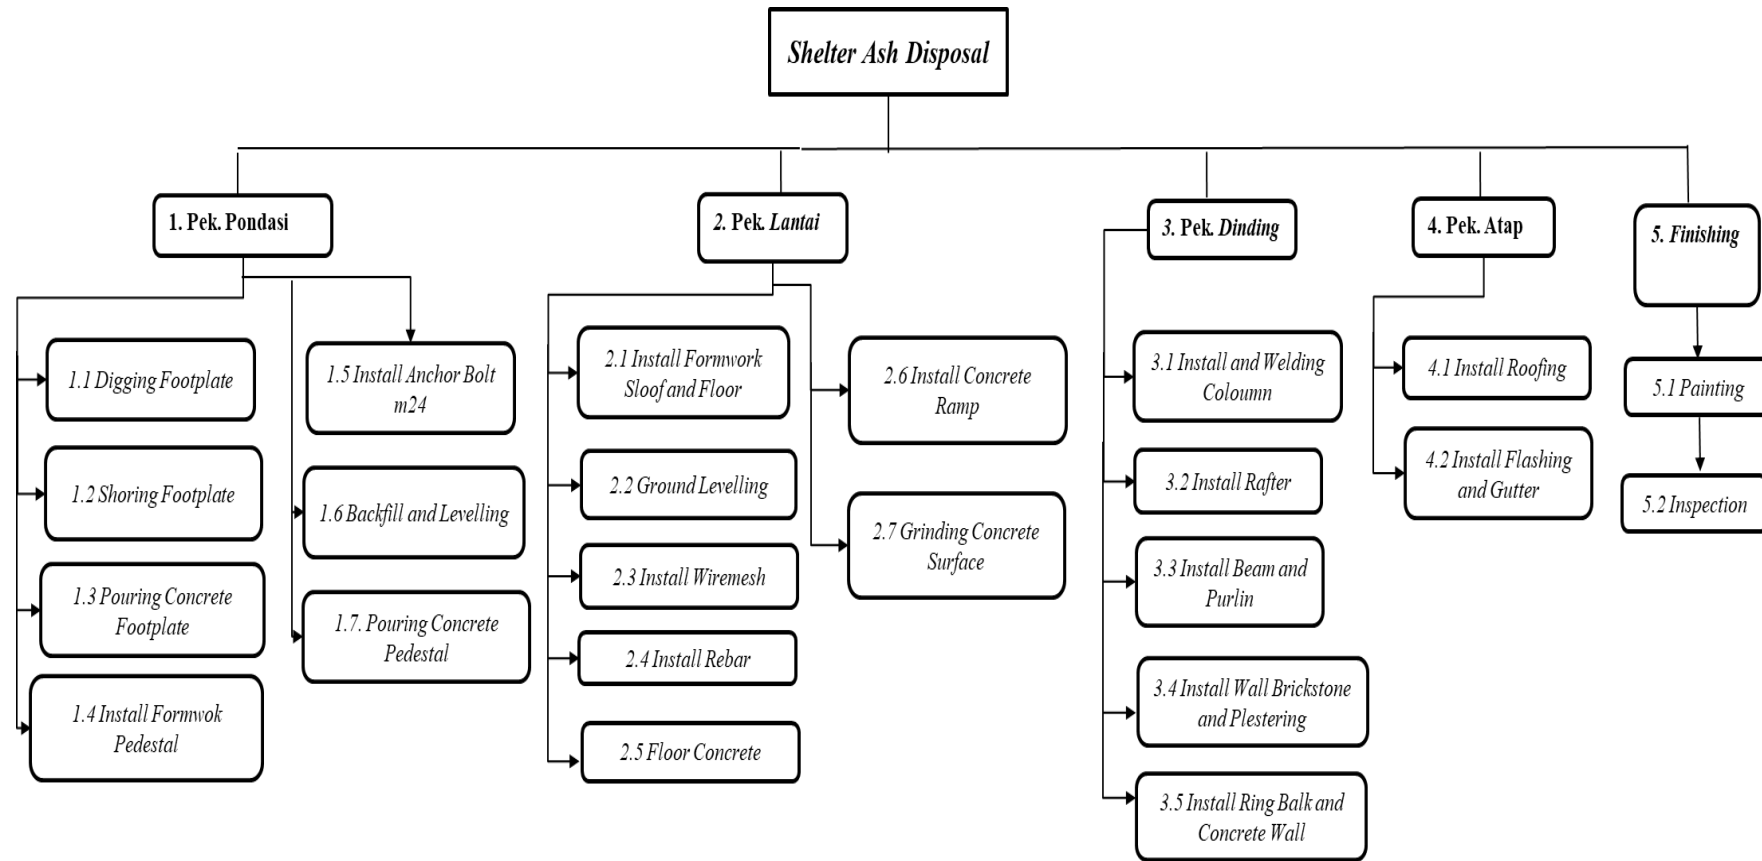 Shelter Ash Disposal
1. Pek. Pondasi
1.1 Digging Footplate
1.2 Shoring Footplate
1.3 Pouring Concrete
Footplate
1.4 Install Formwok
Pedestal
1.5 Install Anchor Bolt
m24
1.6 Backfill and Levelling
1.7. Pouring Concrete
Pedestal
2. Pek. Lantai
2.1 Install Formwork
Sloof and Floor
2.2 Ground Levelling
2.3 Install Wiremesh
2.4 Install Rebar
2.5 Floor Concrete
2.6 Install Concrete
Ramp
2.7 Grinding Concrete
Surface
3. Pek. Dinding
3.1 Install and Welding
Coloumn
3.2 Install Rafter
3.3 Install Beam and
Purlin
3.4 Install Wall Brickstone
and Plestering
3.5 Install Ring Balk and
Concrete Wall
4. Pek. Atap
4.1 Install Roofing
4.2 Install Flashing
and Gutter
5. Finishing
5.1 Painting
5.2 Inspection